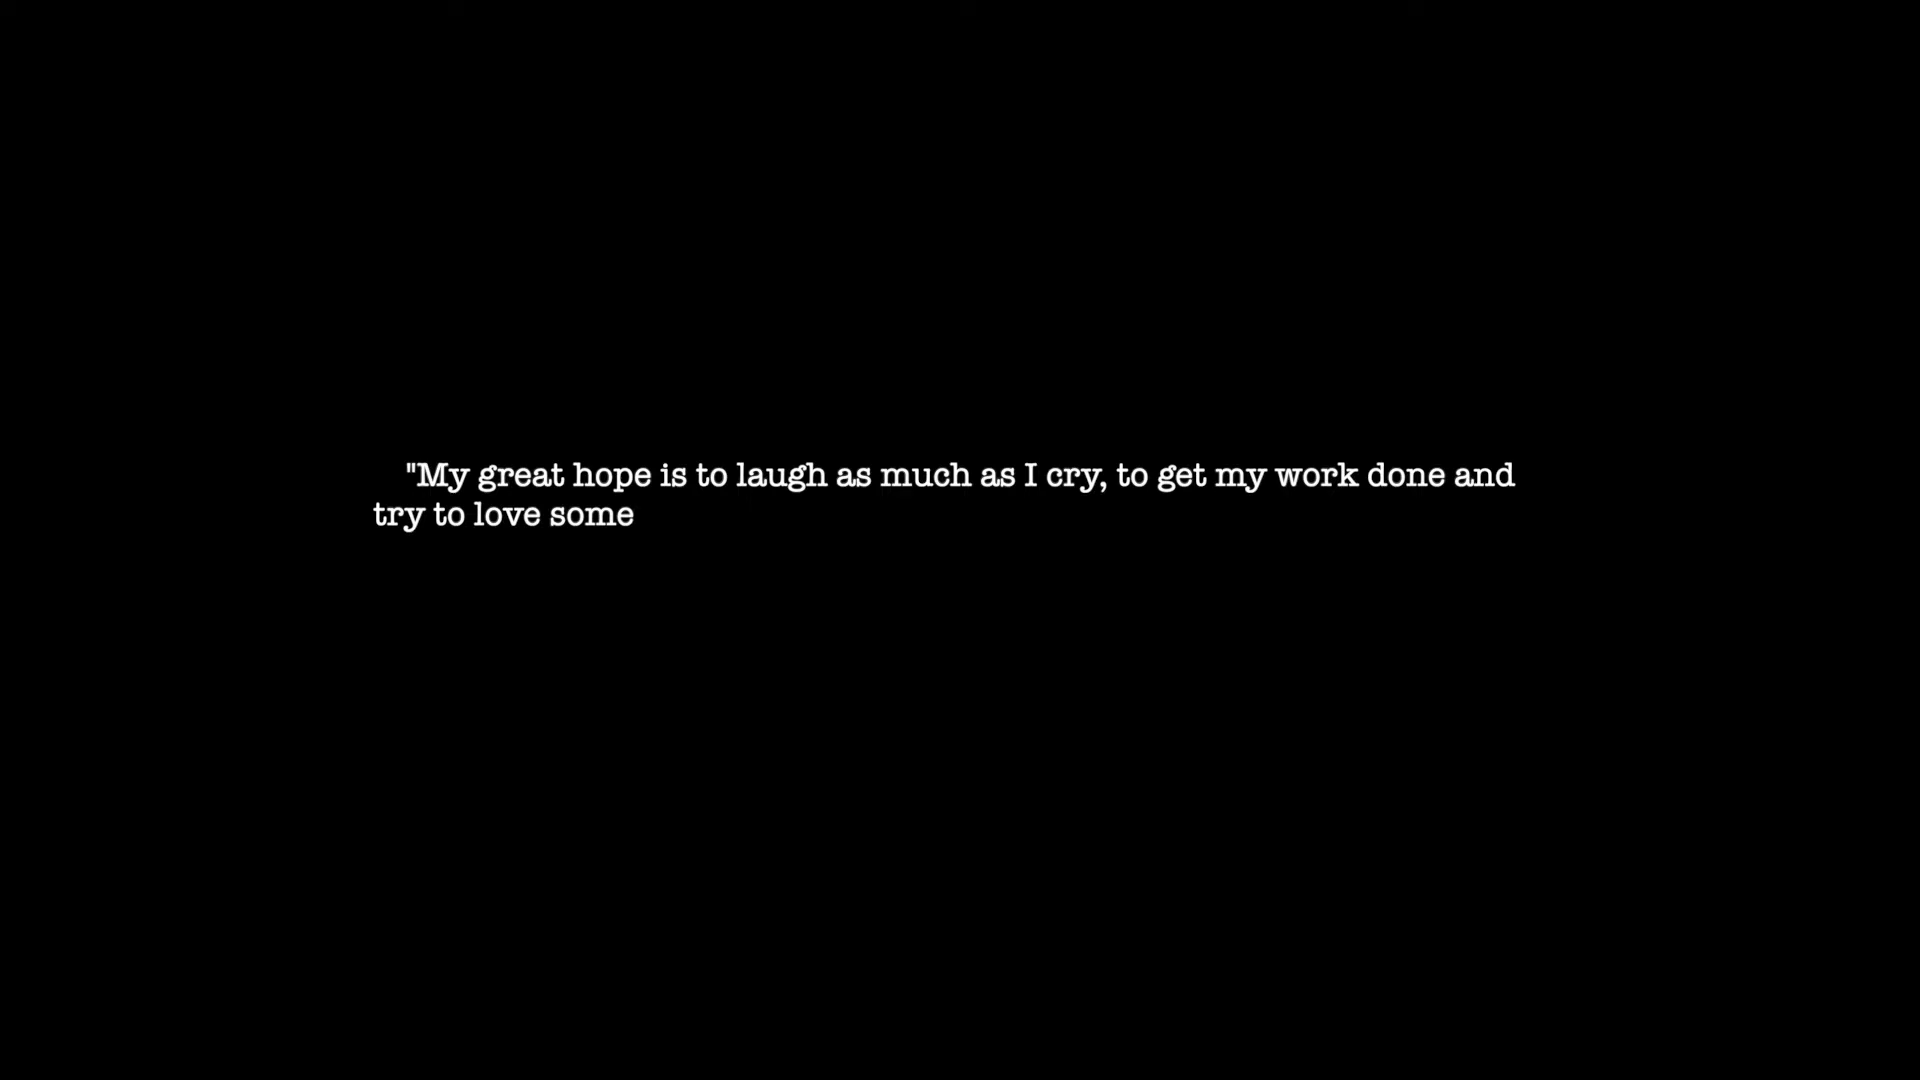 "My great hope is to laugh as much as I cry, to get my work done and
try to love some